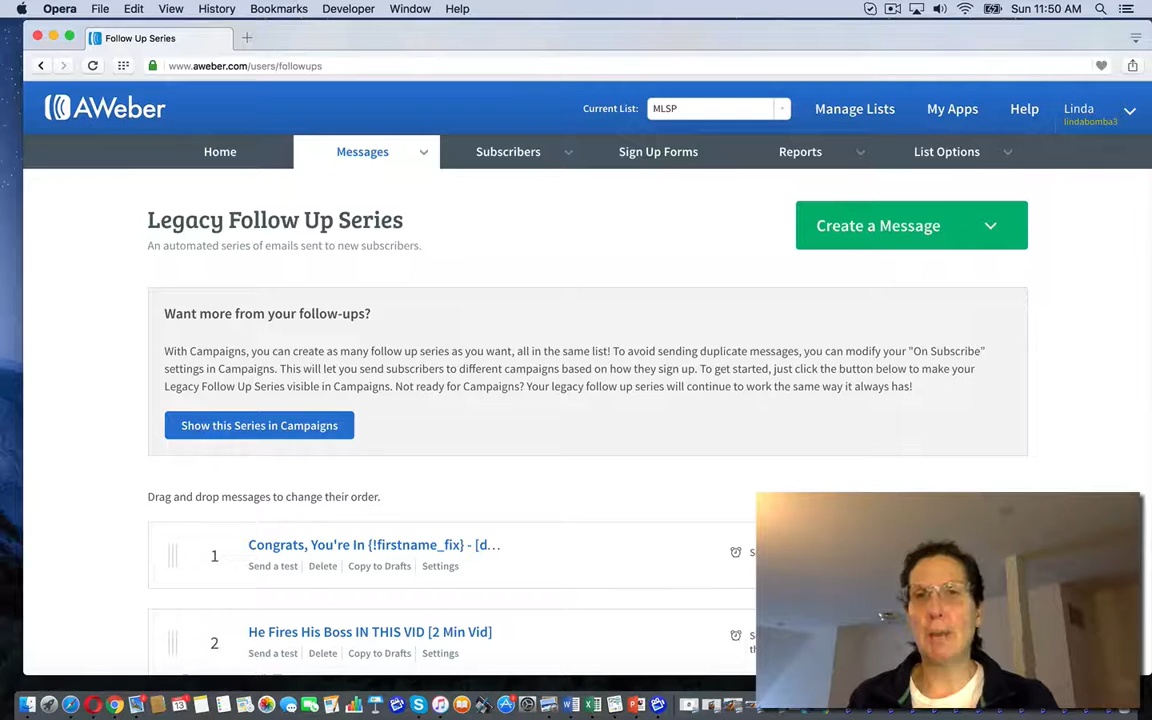 Opera File Edit View History Bookmarks Developer Window Help Sun 11:50 AM
Follow Up Series
www.aweber.com/users/followups
AWeber
Current List: MLSP Manage Lists My Apps Help Linda
lindabomba3
Home Messages Subscribers Sign Up Forms Reports List Options
Legacy Follow Up Series
Create a Message
An automated series of emails sent to new subscribers.
Want more from your follow-ups?
With Campaigns, you can create as many follow up series as you want, all in the same list! To avoid sending duplicate messages, you can modify your "On Subscribe"
settings in Campaigns. This will let you send subscribers to different campaigns based on how they sign up. To get started, just click the button below to make your
Legacy Follow Up Series visible in Campaigns. Not ready for Campaigns? Your legacy follow up series will continue to work the same way it always has!
Show this Series in Campaigns
Drag and drop messages to change their order.
1 Congrats, You're In {!firstname_fix} - [d...
Send a test Delete Copy to Drafts Settings
2 He Fires His Boss IN THIS VID [2 Min Vid]
Send a test Delete Copy to Drafts Settings